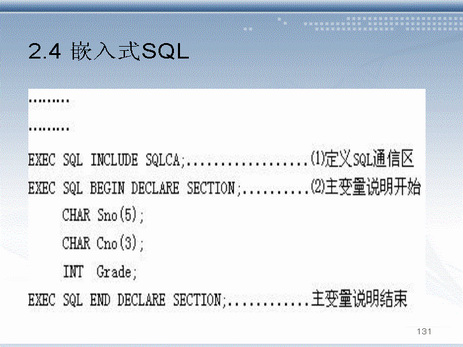 2.4 嵌入式SQL
………
………
EXEC SQL INCLUDE SQLCA;..................⑴定义SQL通信区
EXEC SQL BEGIN DECLARE SECTION;..........⑵主变量说明开始
CHAR Sno(5);
CHAR Cno(3);
INT Grade;
EXEC SQL END DECLARE SECTION;............主变量说明结束
131